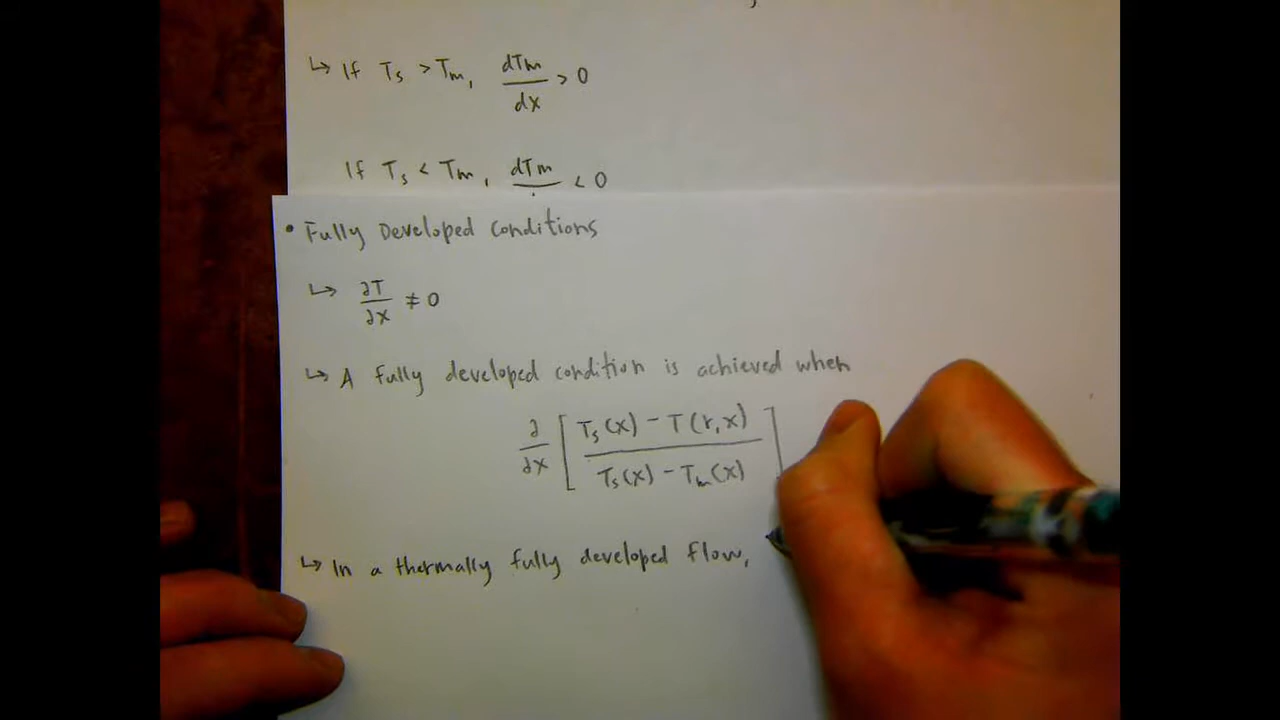 ↳ If Ts > Tm, dTm/dx > 0
If Ts < Tm, dTm < 0
• Fully Developed Conditions
↳ ∂T/∂x ≠ 0
↳ A fully developed condition is achieved when
∂/∂x [ (Ts(x) - T(r,x)) / (Ts(x) - Tm(x)) ]
↳ In a thermally fully developed flow,